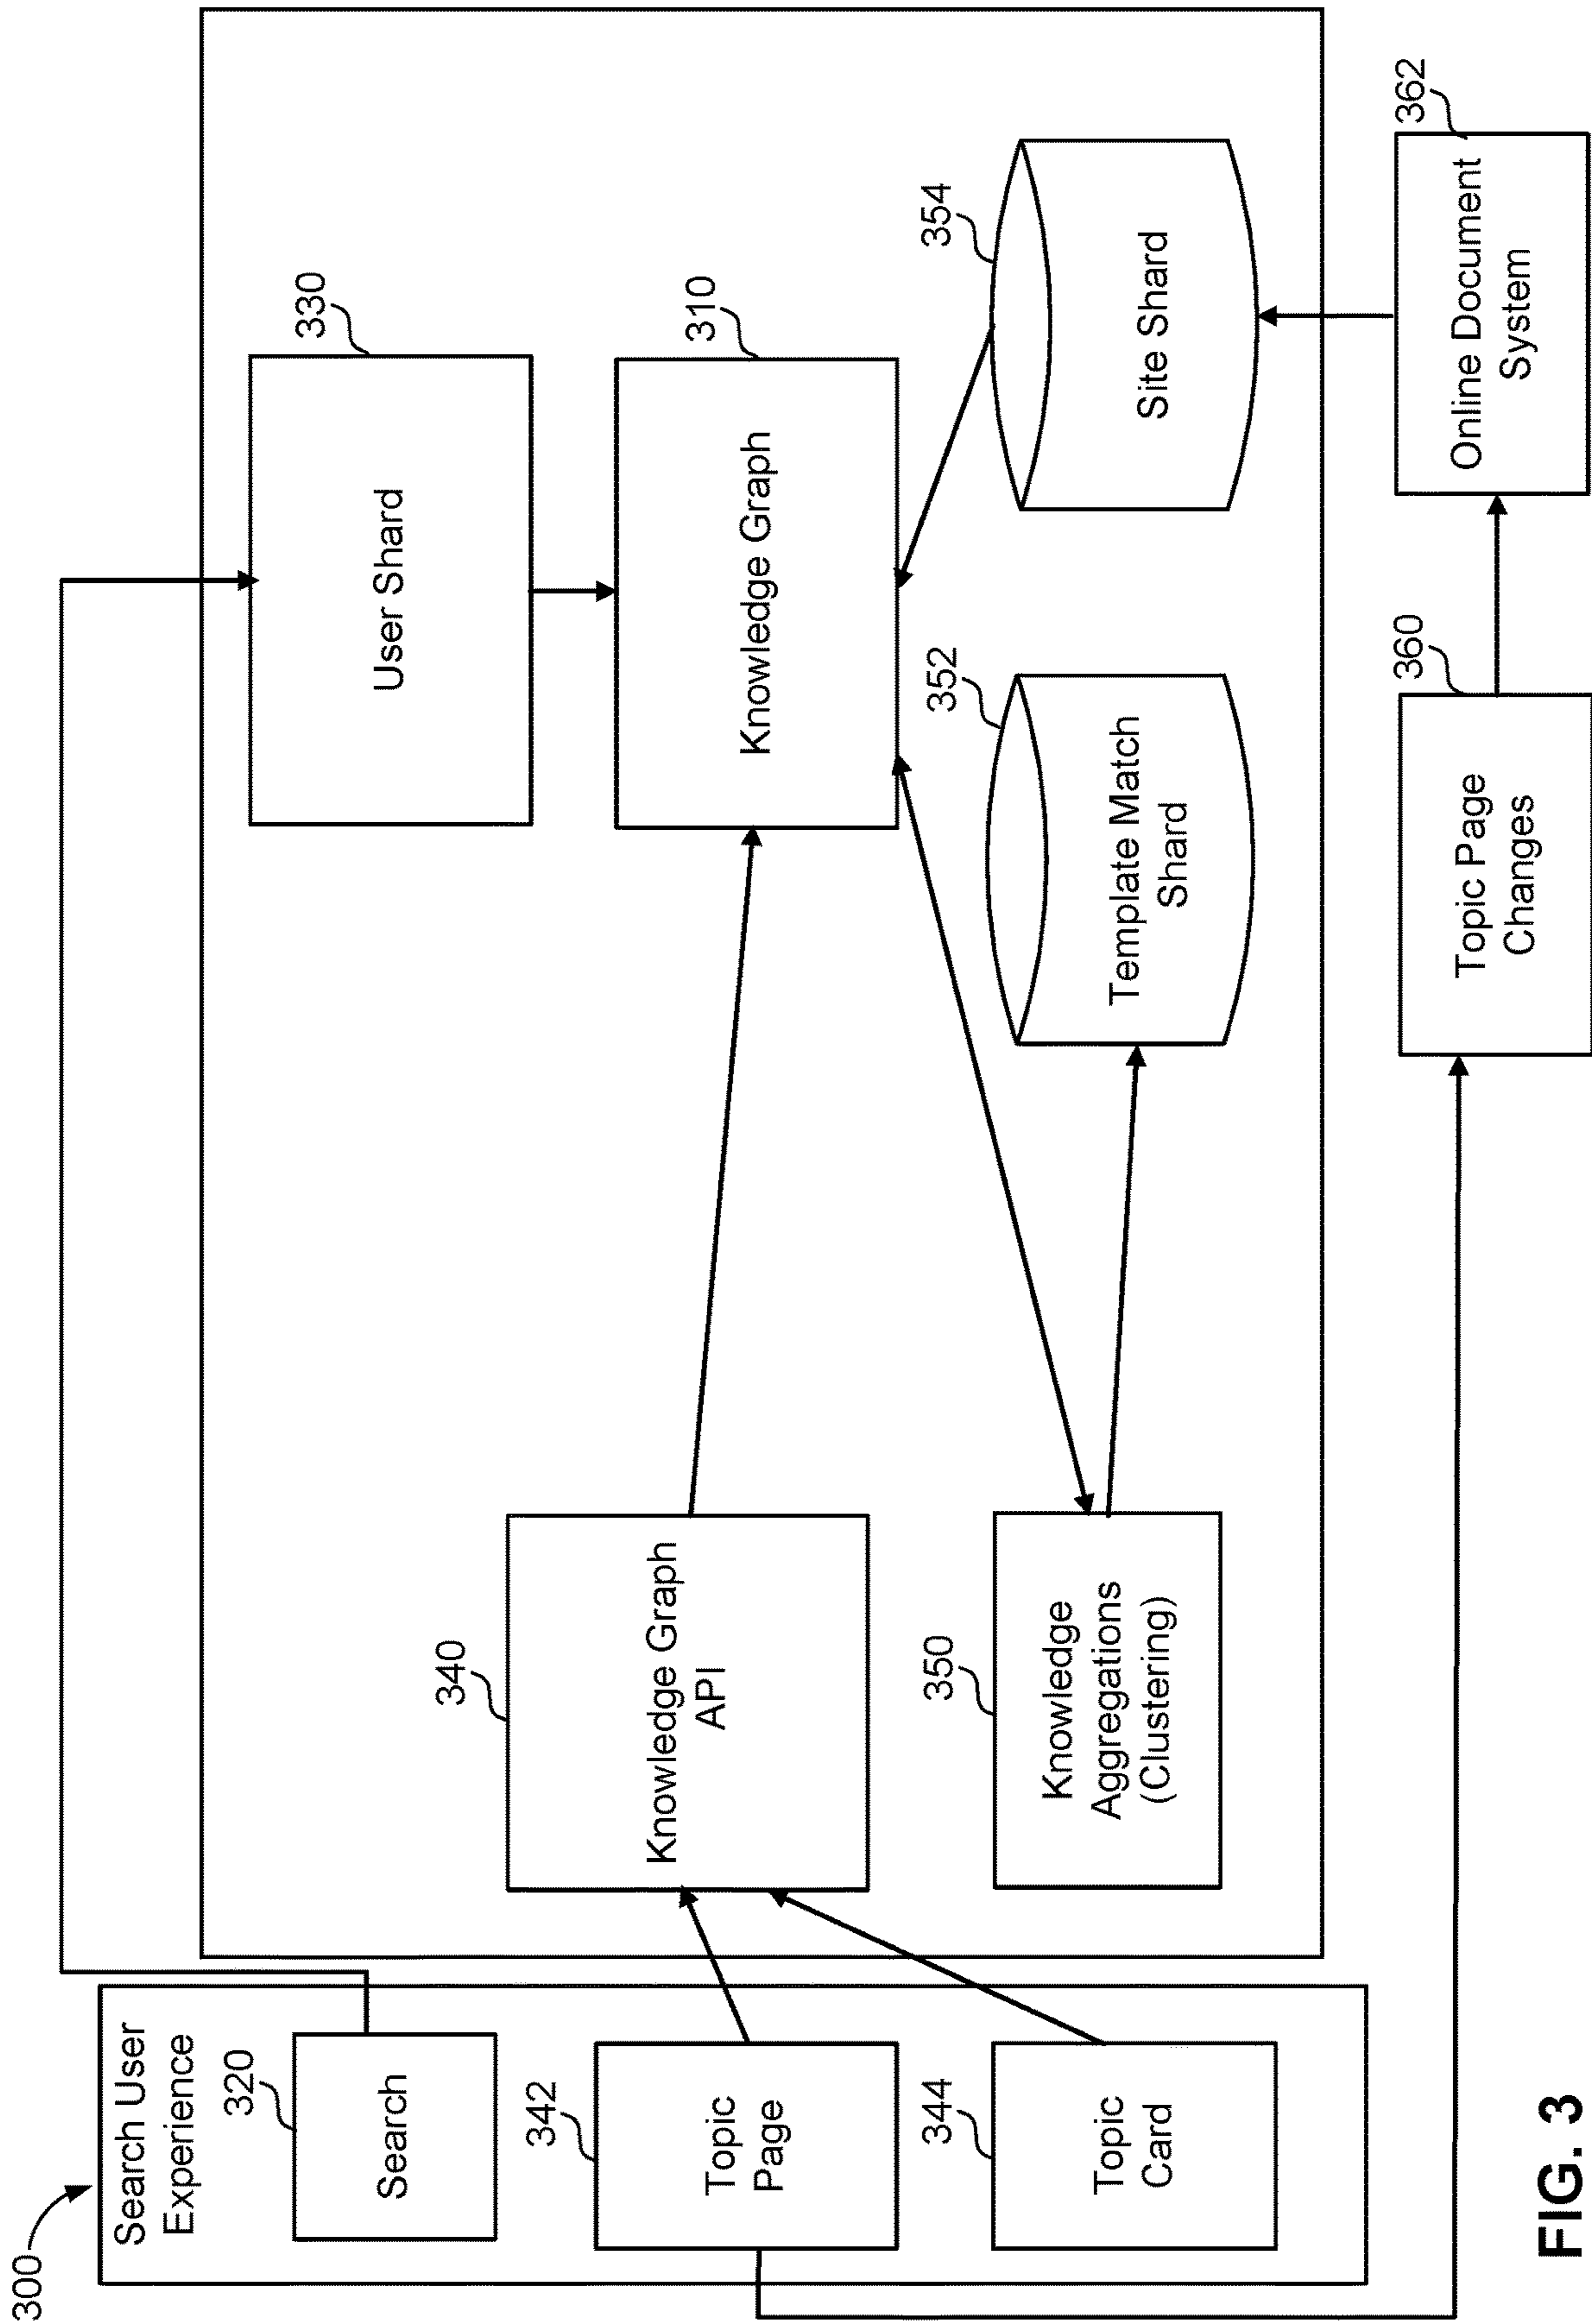 300
Search User
Experience
320
Search
342
Topic
Page
344
Topic
Card
340
Knowledge Graph
API
350
Knowledge
Aggregations
(Clustering)
330
User Shard
310
Knowledge Graph
352
Template Match
Shard
354
Site Shard
360
Topic Page
Changes
362
Online Document
System
FIG. 3